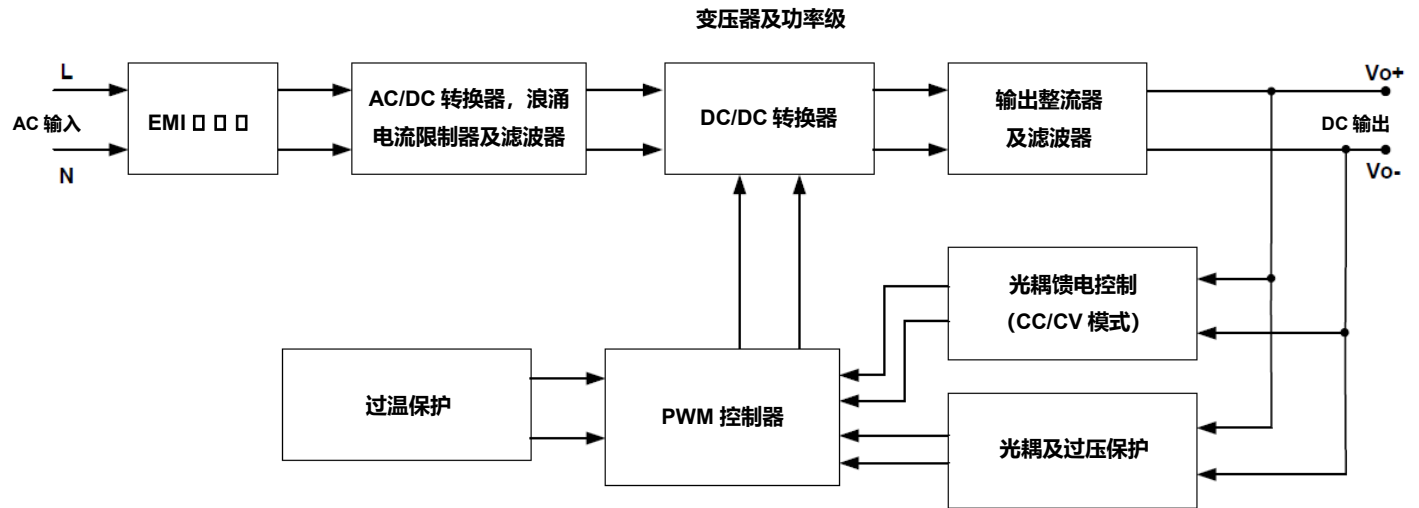 变压器及功率级
L
AC 输入
N
EMI
AC/DC 转换器，浪涌
电流限制器及滤波器
DC/DC 转换器
输出整流器
及滤波器
Vo+
DC 输出
Vo-
光耦馈电控制
（CC/CV 模式）
过温保护
PWM 控制器
光耦及过压保护